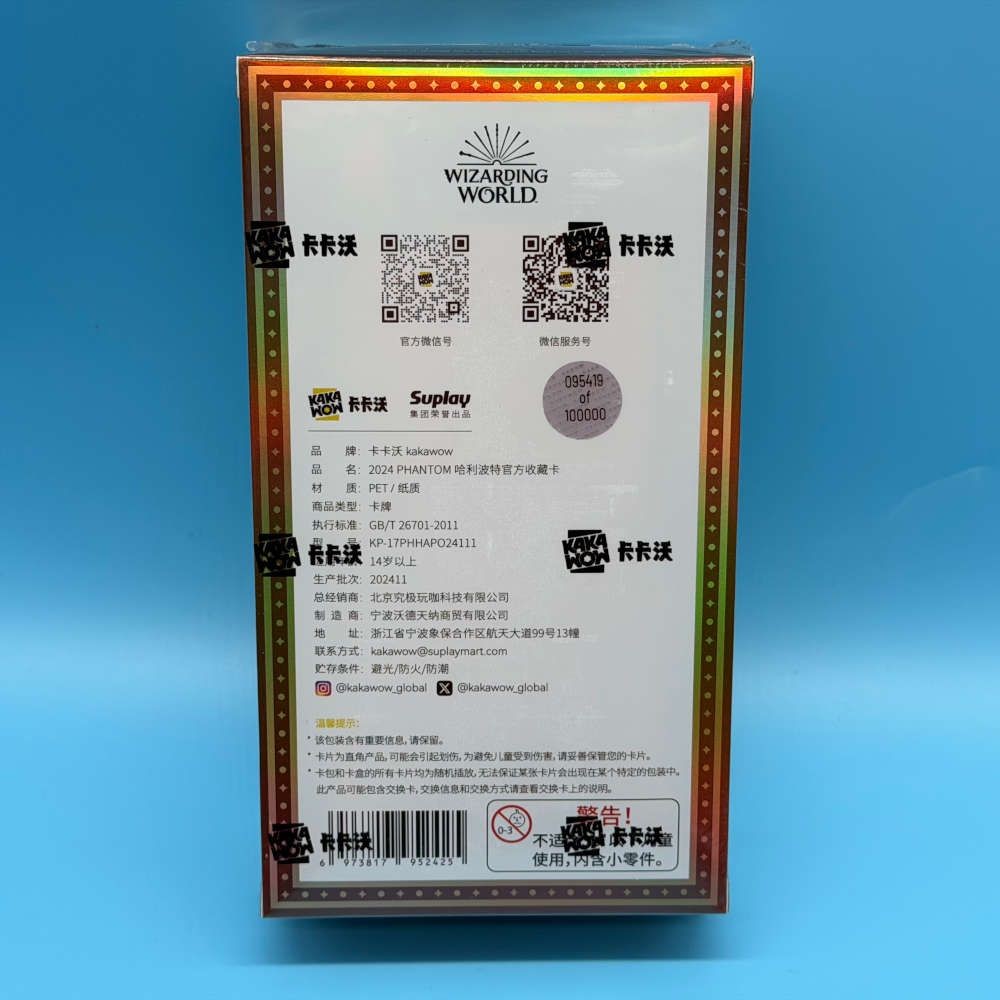 WIZARDING
WORLD
KAKA WOW 卡卡沃
KAKA WOW 卡卡沃
官方微信号
微信服务号
095419
of
100000
KAKA WOW 卡卡沃
Suplay
集团荣誉出品
品 牌: 卡卡沃 kakawow
品 名: 2024 PHANTOM 哈利波特官方收藏卡
材 质: PET / 纸质
商品类型: 卡牌
执行标准: GB/T 26701-2011
型 号: KP-17PHHAPO24111
KAKA WOW 卡卡沃
KAKA WOW 卡卡沃
14岁以上
生产批次: 202411
总经销商: 北京究极玩咖科技有限公司
制 造 商: 宁波沃德天纳商贸有限公司
地 址: 浙江省宁波象保合作区航天大道99号13幢
联系方式: kakawow@suplaymart.com
贮存条件: 避光/防火/防潮
@kakawow_global @kakawow_global
温馨提示:
* 该包装含有重要信息, 请保留。
* 卡片为直角产品, 可能会引起划伤, 为避免儿童受到伤害, 请妥善保管您的卡片。
* 卡包和卡盒的所有卡片均为随机插放, 无法保证某张卡片会出现在某个特定的包装中。
此产品可能包含交换卡, 交换信息和交换方式请查看交换卡上的说明。
KAKA WOW 卡卡沃
6 973817 952425
0-3
警告!
KAKA WOW 卡卡沃
不适 童
使用, 内含小零件。